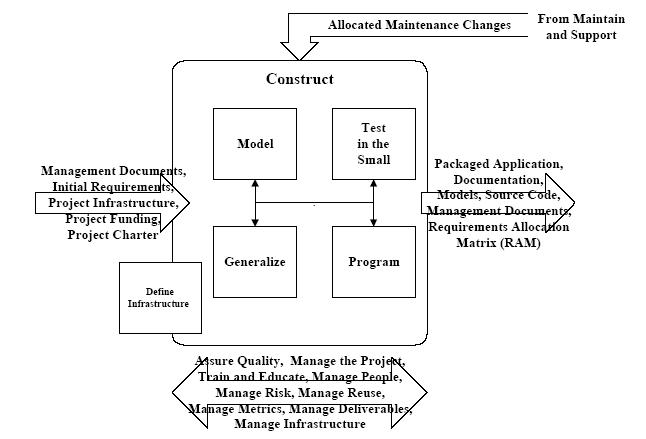 Allocated Maintenance Changes
From Maintain
and Support
Construct
Model
Test
in the
Small
Management Documents,
Initial Requirements,
Project Infrastructure,
Project Funding,
Project Charter
Packaged Application,
Documentation,
Models, Source Code,
Management Documents,
Requirements Allocation
Matrix (RAM)
Generalize
Program
Define
Infrastructure
Assure Quality, Manage the Project,
Train and Educate, Manage People,
Manage Risk, Manage Reuse,
Manage Metrics, Manage Deliverables,
Manage Infrastructure